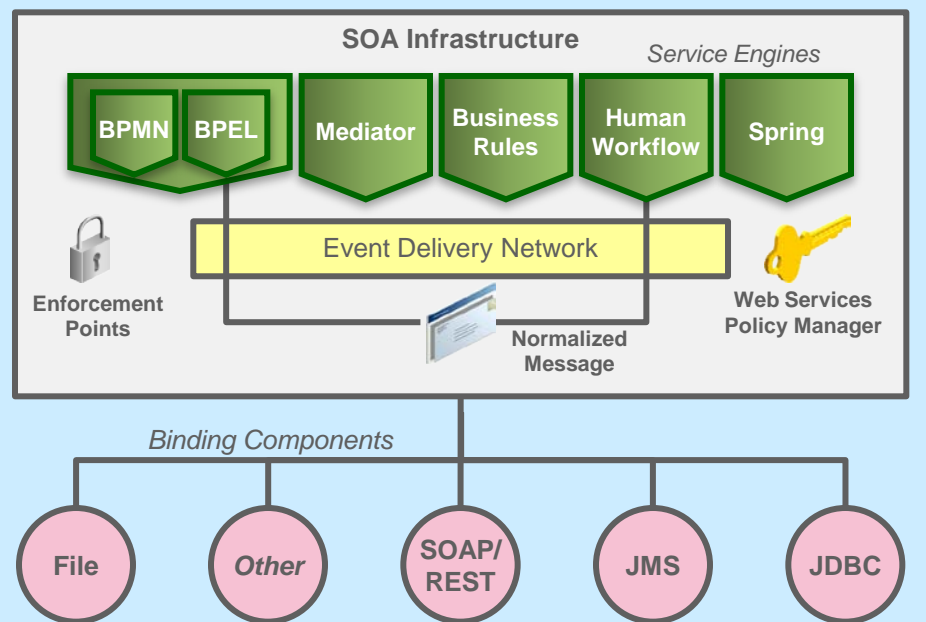 SOA Infrastructure
Service Engines
BPMN
BPEL
Mediator
Business
Rules
Human
Workflow
Spring
Event Delivery Network
Enforcement
Points
Normalized
Message
Web Services
Policy Manager
Binding Components
File
Other
SOAP/
REST
JMS
JDBC